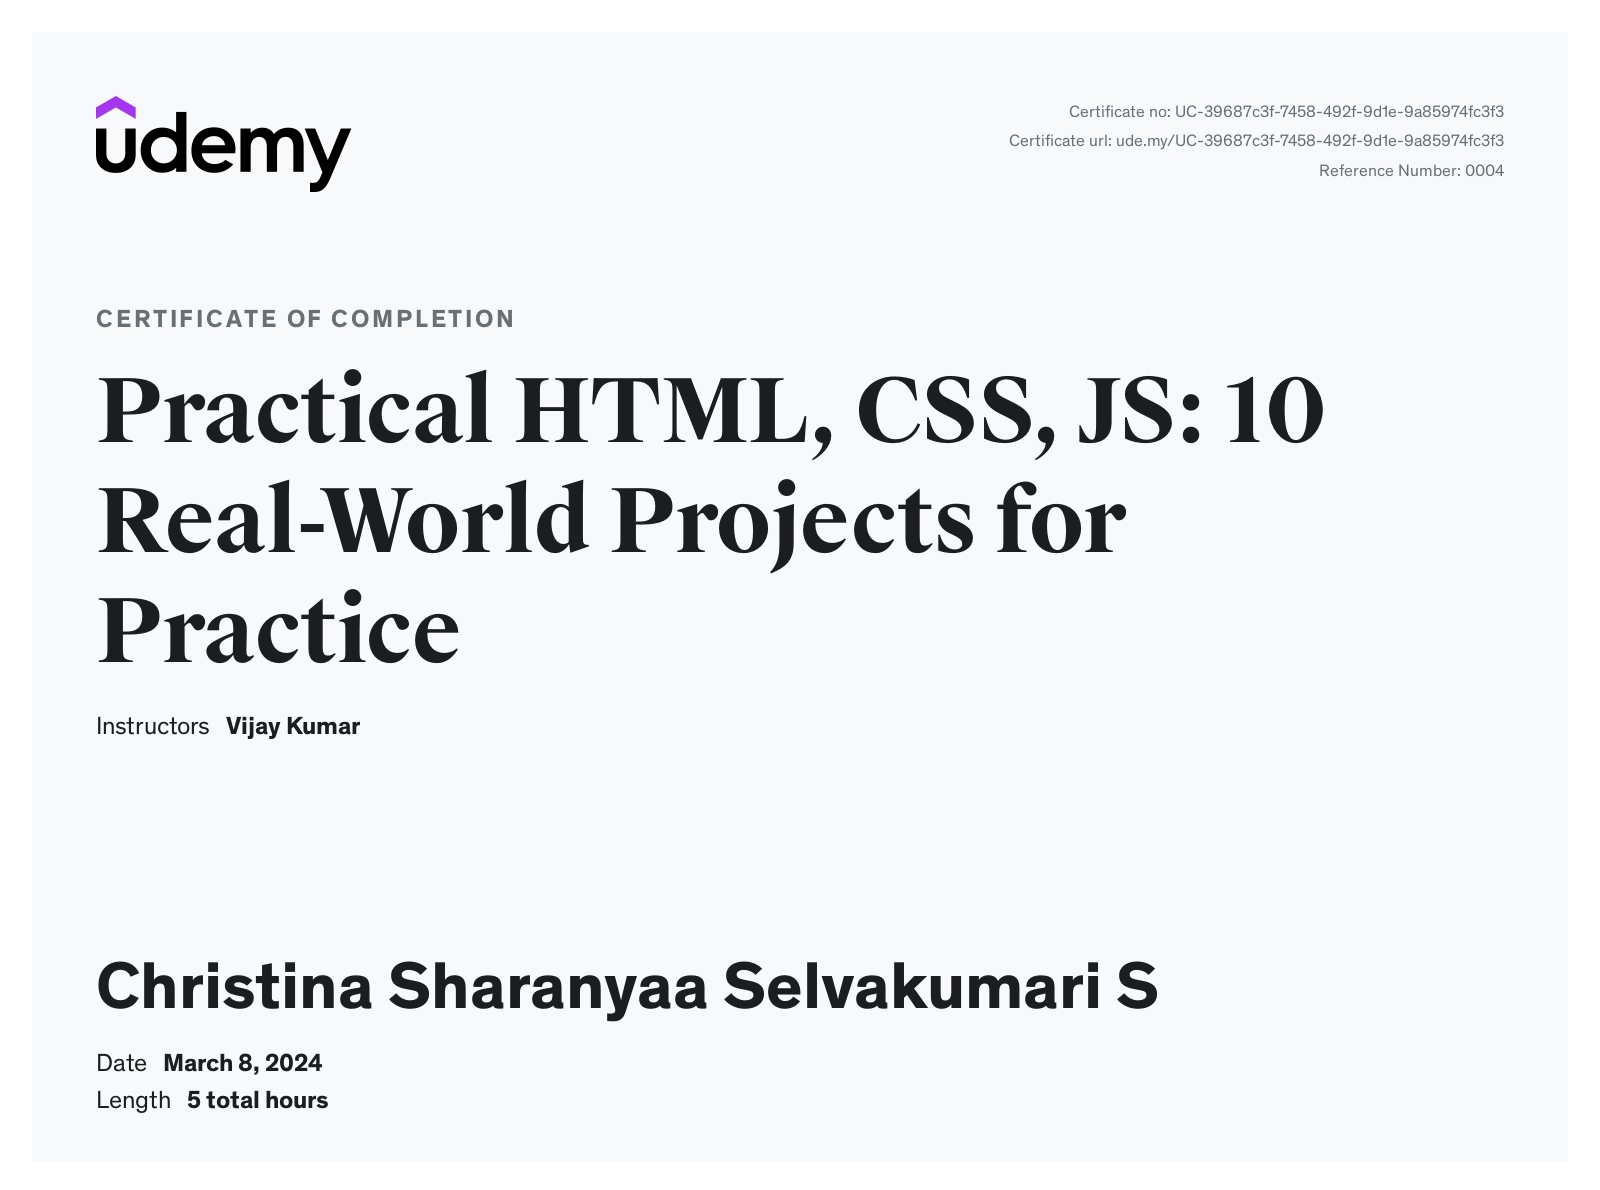 udemy
Certificate no: UC-39687c3f-7458-492f-9d1e-9a85974fc3f3
Certificate url: ude.my/UC-39687c3f-7458-492f-9d1e-9a85974fc3f3
Reference Number: 0004
CERTIFICATE OF COMPLETION
Practical HTML, CSS, JS: 10
Real-World Projects for
Practice
Instructors Vijay Kumar
Christina Sharanyaa Selvakumari S
Date March 8, 2024
Length 5 total hours